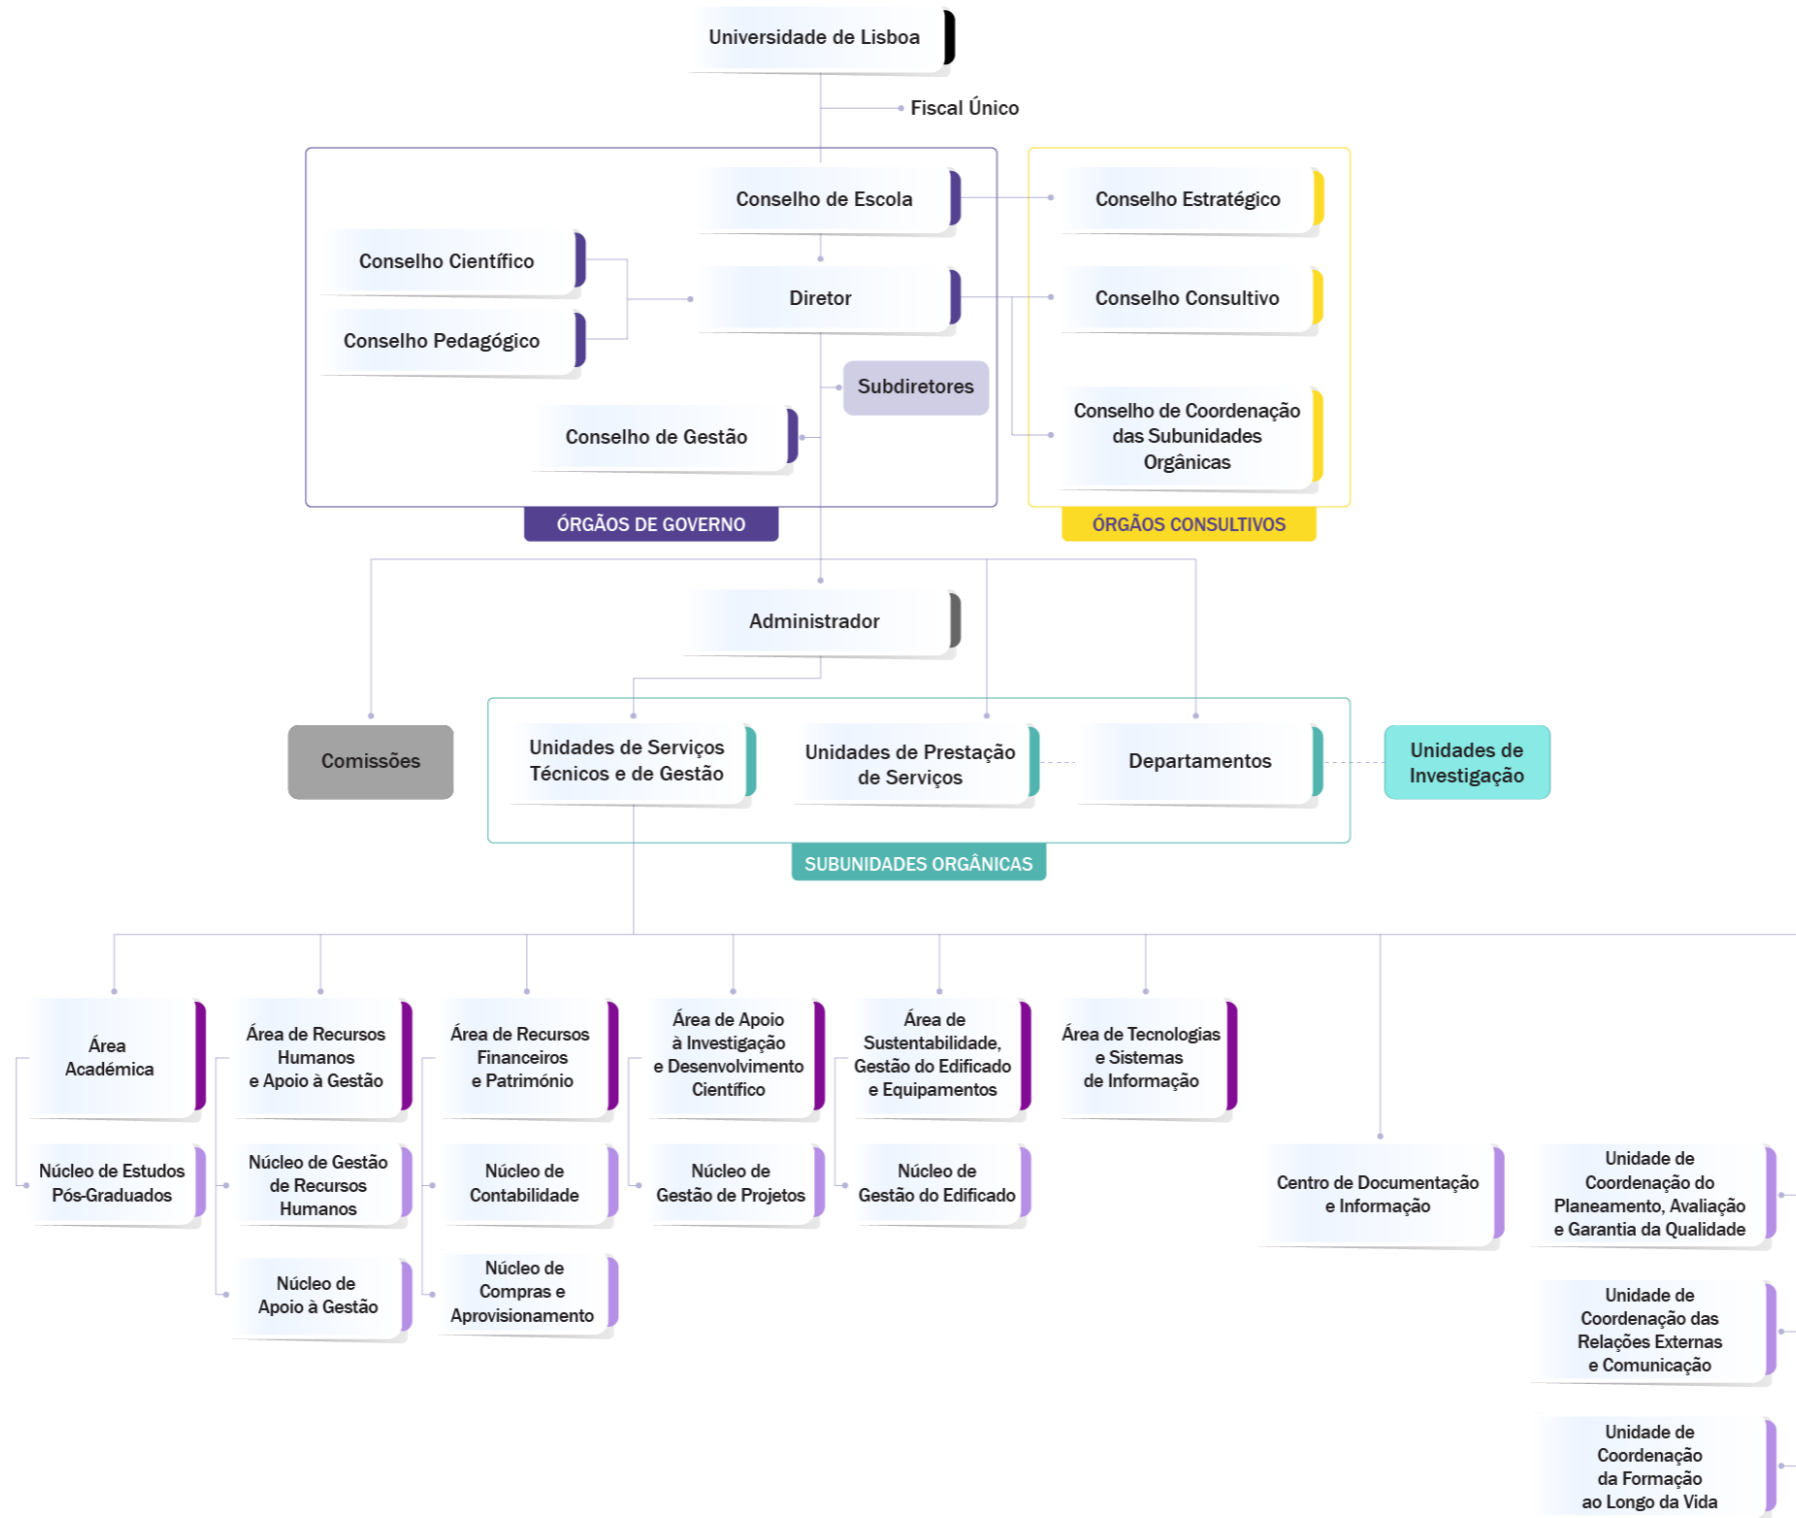 Universidade de Lisboa
Fiscal Único
Conselho de Escola
Conselho Estratégico
Conselho Científico
Diretor
Conselho Consultivo
Conselho Pedagógico
Subdiretores
Conselho de Gestão
Conselho de Coordenação
das Subunidades
Orgânicas
ÓRGÃOS DE GOVERNO
ÓRGÃOS CONSULTIVOS
Administrador
Comissões
Unidades de Serviços
Técnicos e de Gestão
Unidades de Prestação
de Serviços
Departamentos
Unidades de
Investigação
SUBUNIDADES ORGÂNICAS
Área
Académica
Área de Recursos
Humanos
e Apoio à Gestão
Área de Recursos
Financeiros
e Património
Área de Apoio
à Investigação
e Desenvolvimento
Científico
Área de
Sustentabilidade,
Gestão do Edificado
e Equipamentos
Área de Tecnologias
e Sistemas
de Informação
Núcleo de Estudos
Pós-Graduados
Núcleo de Gestão
de Recursos
Humanos
Núcleo de
Contabilidade
Núcleo de
Gestão de Projetos
Núcleo de
Gestão do Edificado
Centro de Documentação
e Informação
Unidade de
Coordenação do
Planeamento, Avaliação
e Garantia da Qualidade
Núcleo de
Apoio à Gestão
Núcleo de
Compras e
Aprovisionamento
Unidade de
Coordenação das
Relações Externas
e Comunicação
Unidade de
Coordenação
da Formação
ao Longo da Vida